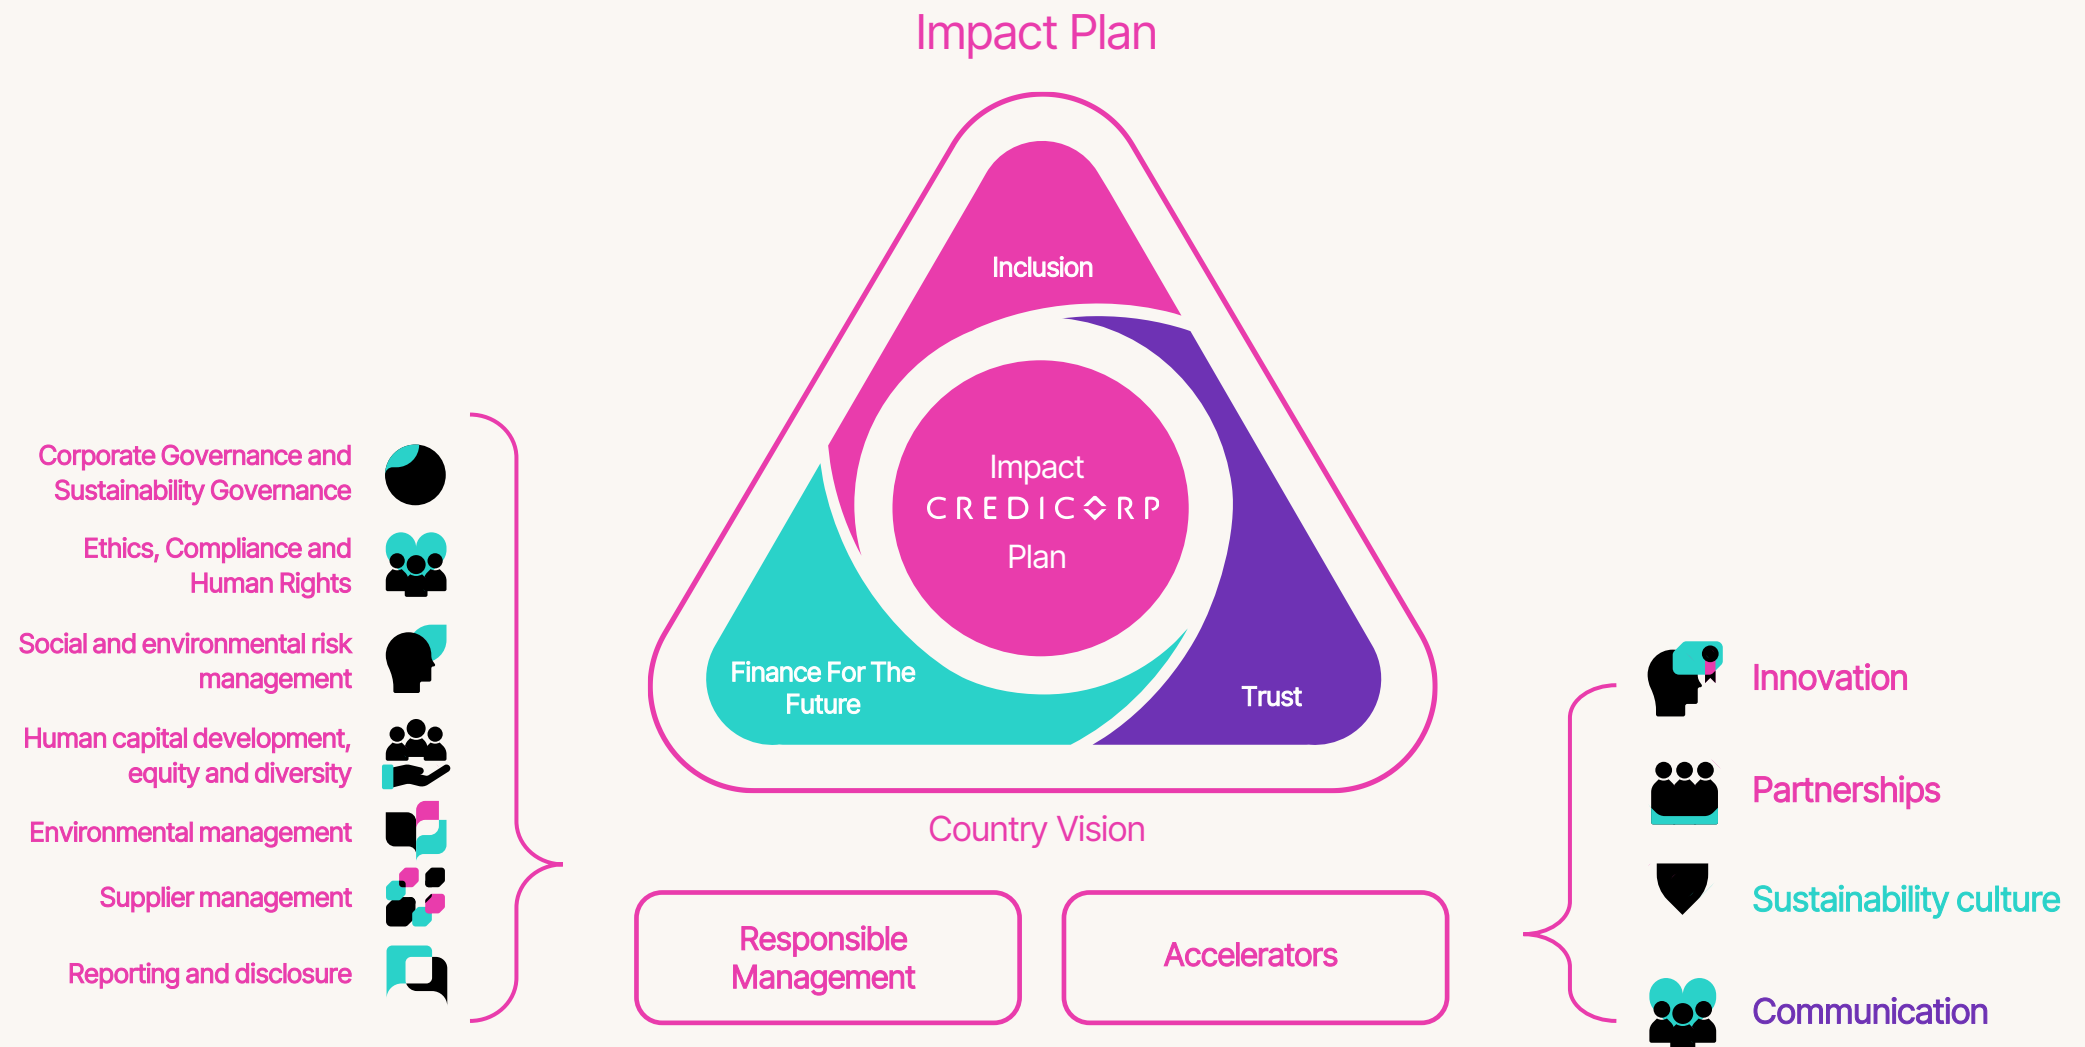 Impact Plan
Inclusion
Impact
CREDICORP
Plan
Finance For The
Future
Trust
Country Vision
Corporate Governance and
Sustainability Governance
Ethics, Compliance and
Human Rights
Social and environmental risk
management
Human capital development,
equity and diversity
Environmental management
Supplier management
Reporting and disclosure
Responsible
Management
Accelerators
Innovation
Partnerships
Sustainability culture
Communication